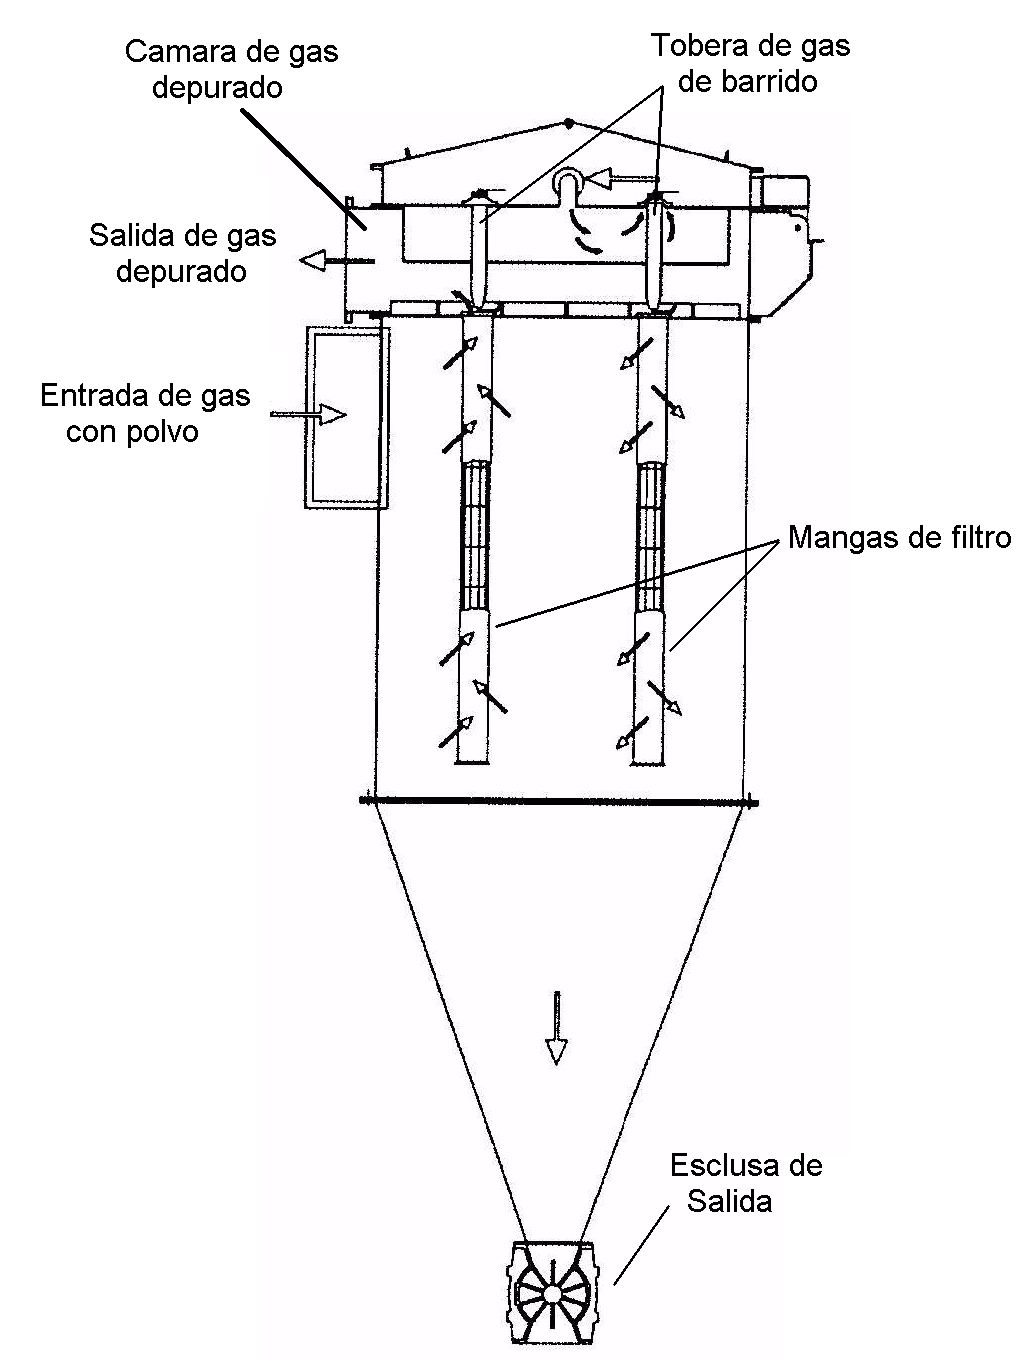 Camara de gas
depurado
Tobera de gas
de barrido
Salida de gas
depurado
Entrada de gas
con polvo
Mangas de filtro
Esclusa de
Salida